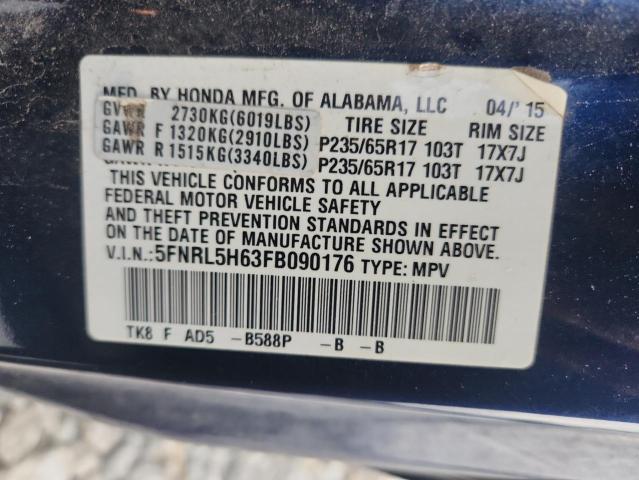 MFD. BY HONDA MFG. OF ALABAMA, LLC 04/'15
GVWR 2730KG(6019LBS) TIRE SIZE RIM SIZE
GAWR F 1320KG(2910LBS) P235/65R17 103T 17X7J
GAWR R 1515KG(3340LBS) P235/65R17 103T 17X7J
THIS VEHICLE CONFORMS TO ALL APPLICABLE
FEDERAL MOTOR VEHICLE SAFETY
AND THEFT PREVENTION STANDARDS IN EFFECT
ON THE DATE OF MANUFACTURE SHOWN ABOVE.
V.I.N.:5FNRL5H63FB090176 TYPE: MPV
TK8 F AD5 –B588P –B –B